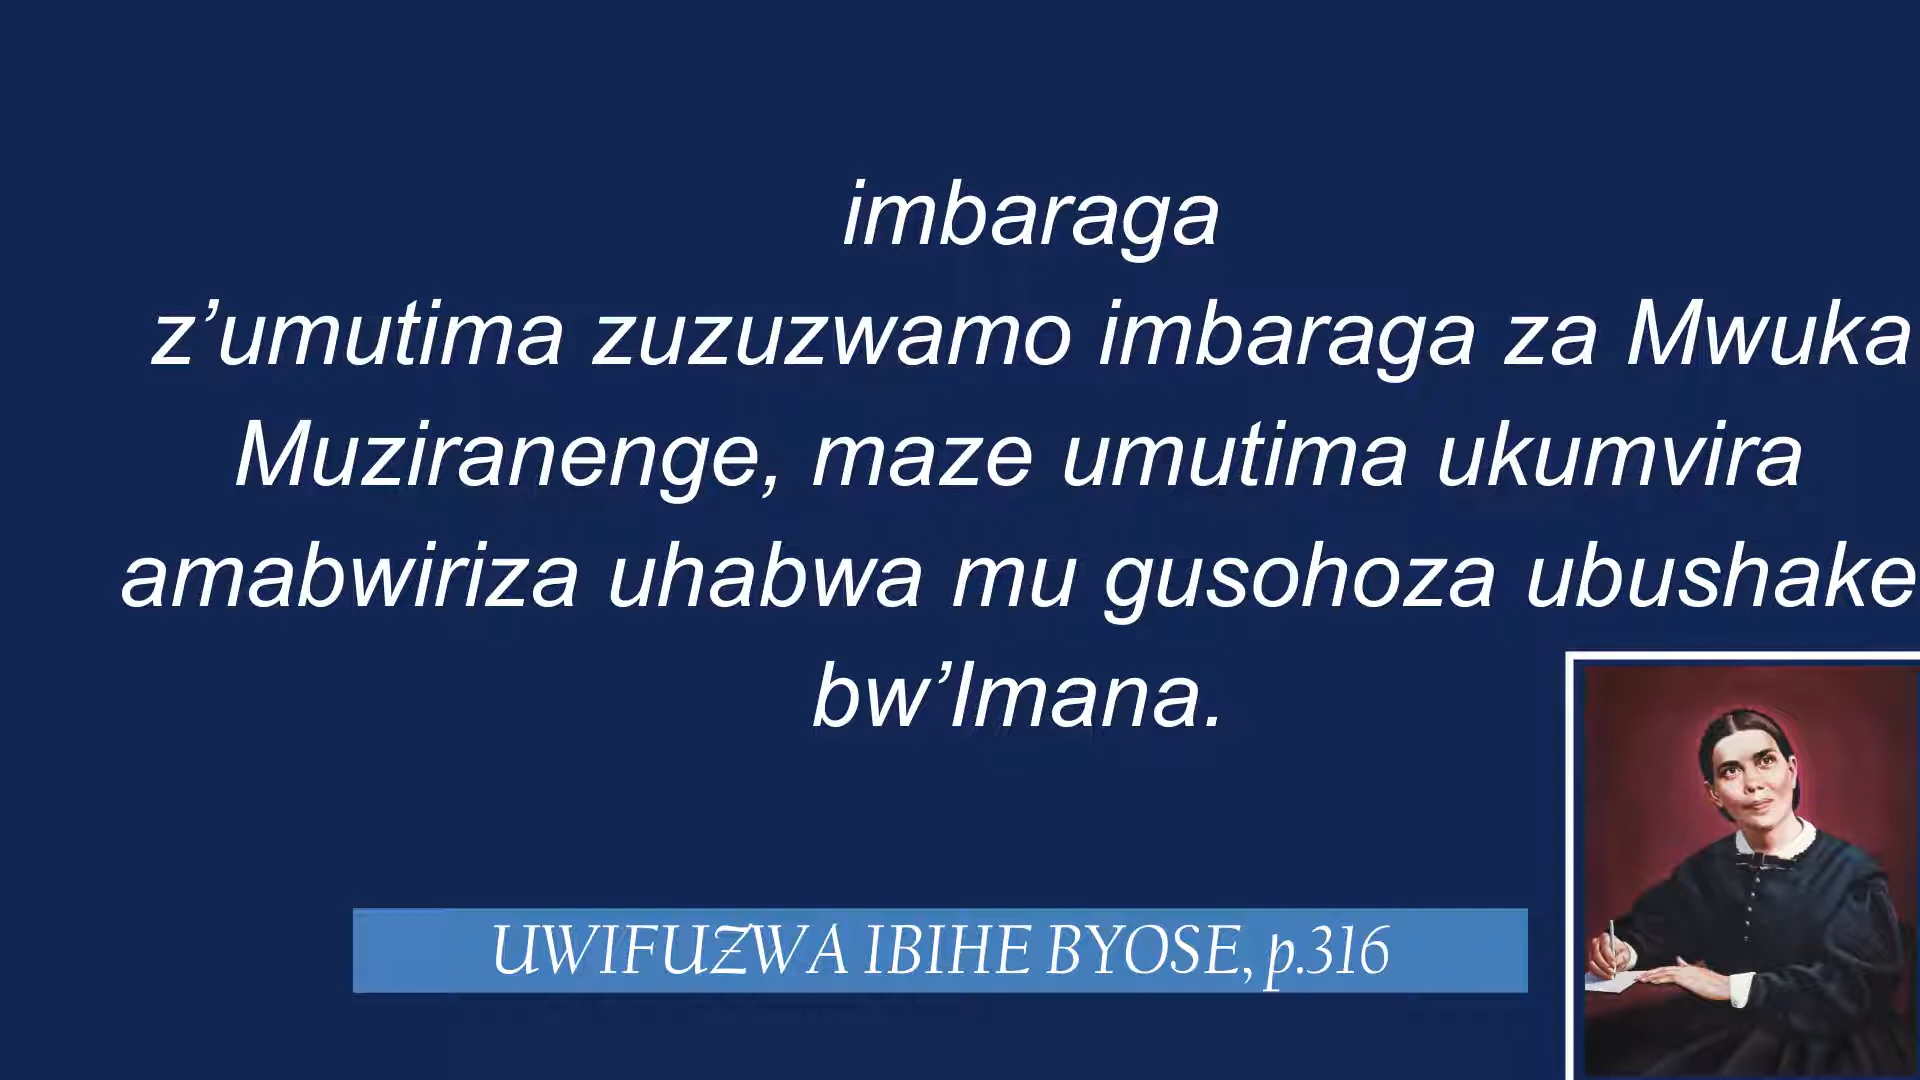 imbaraga
z’umutima zuzuzwamo imbaraga za Mwuka
Muziranenge, maze umutima ukumvira
amabwiriza uhabwa mu gusohoza ubushake
bw’Imana.
UWIFUZWA IBIHE BYOSE, p.316